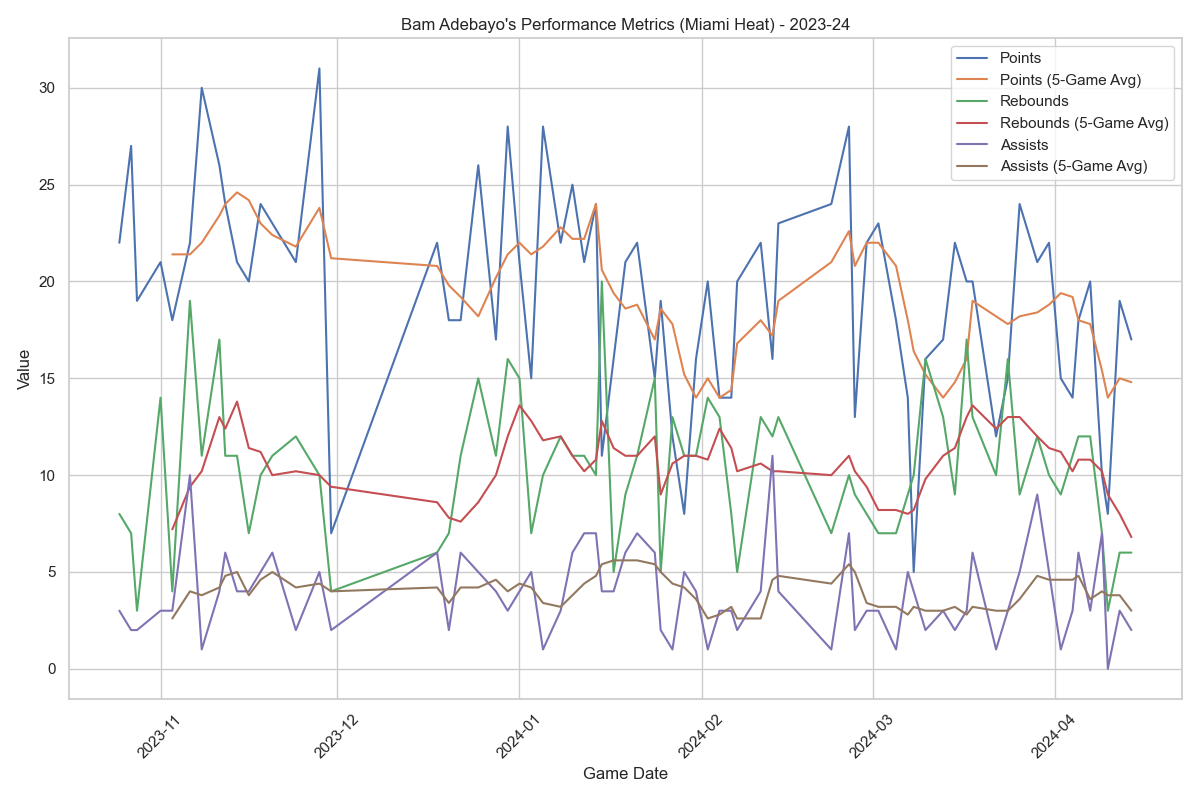 Bam Adebayo's Performance Metrics (Miami Heat) - 2023-24
Points
Points (5-Game Avg)
Rebounds
Rebounds (5-Game Avg)
Assists
Assists (5-Game Avg)
30
25
20
15
10
5
0
Value
2023-11
2023-12
2024-01
2024-02
2024-03
2024-04
Game Date